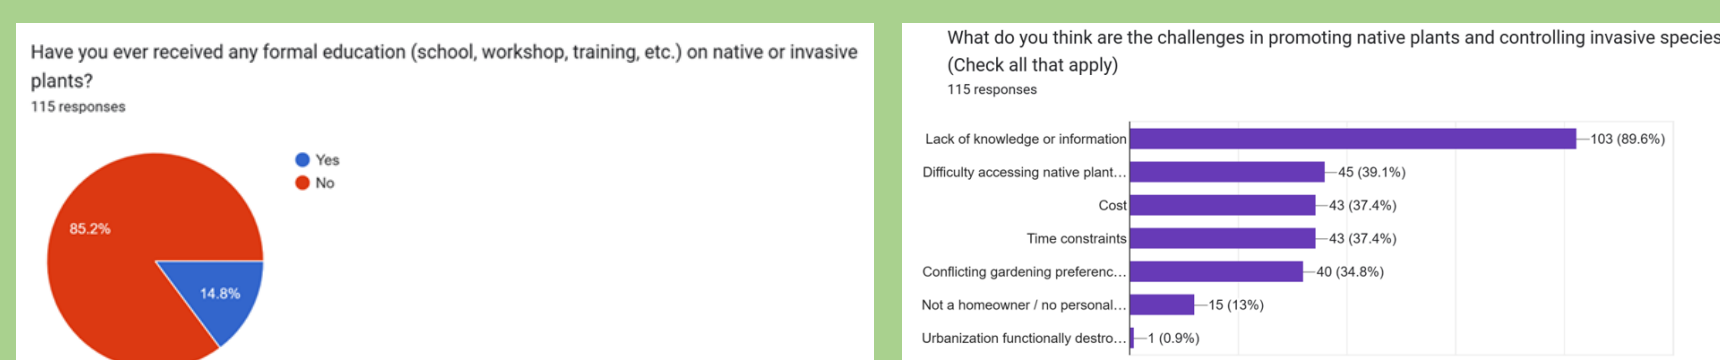 Have you ever received any formal education (school, workshop, training, etc.) on native or invasive
plants?
115 responses
Yes
No
85.2%
14.8%
What do you think are the challenges in promoting native plants and controlling invasive species
(Check all that apply)
115 responses
Lack of knowledge or information 103 (89.6%)
Difficulty accessing native plant… 45 (39.1%)
Cost 43 (37.4%)
Time constraints 43 (37.4%)
Conflicting gardening preferenc… 40 (34.8%)
Not a homeowner / no personal… 15 (13%)
Urbanization functionally destro… 1 (0.9%)